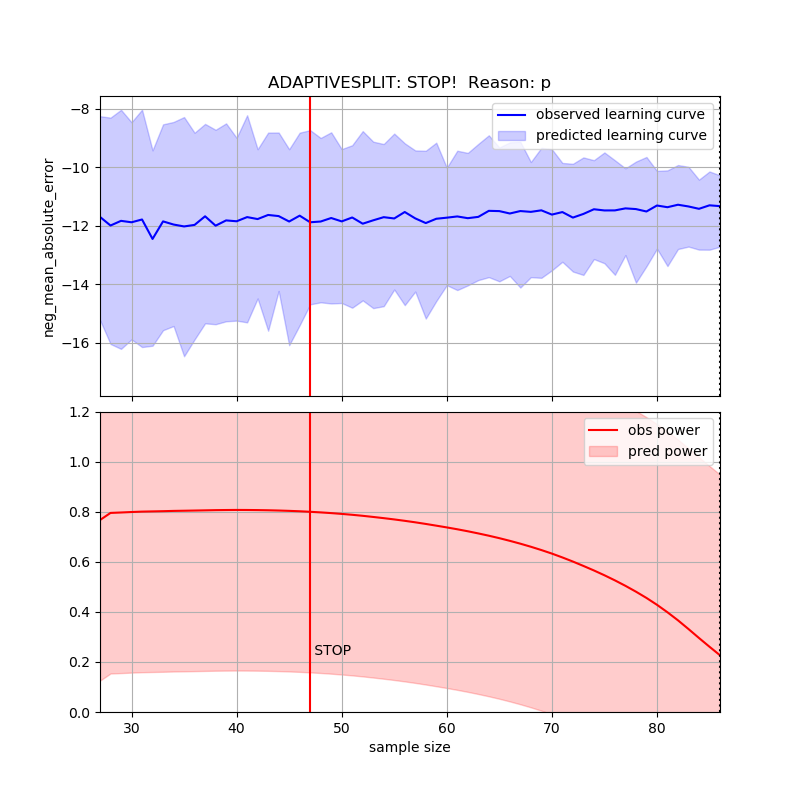 ADAPTIVESPLIT: STOP!  Reason: p
observed learning curve
predicted learning curve
neg_mean_absolute_error
−8
−10
−12
−14
−16
obs power
pred power
1.2
1.0
0.8
0.6
0.4
0.2
0.0
STOP
30 40 50 60 70 80
sample size